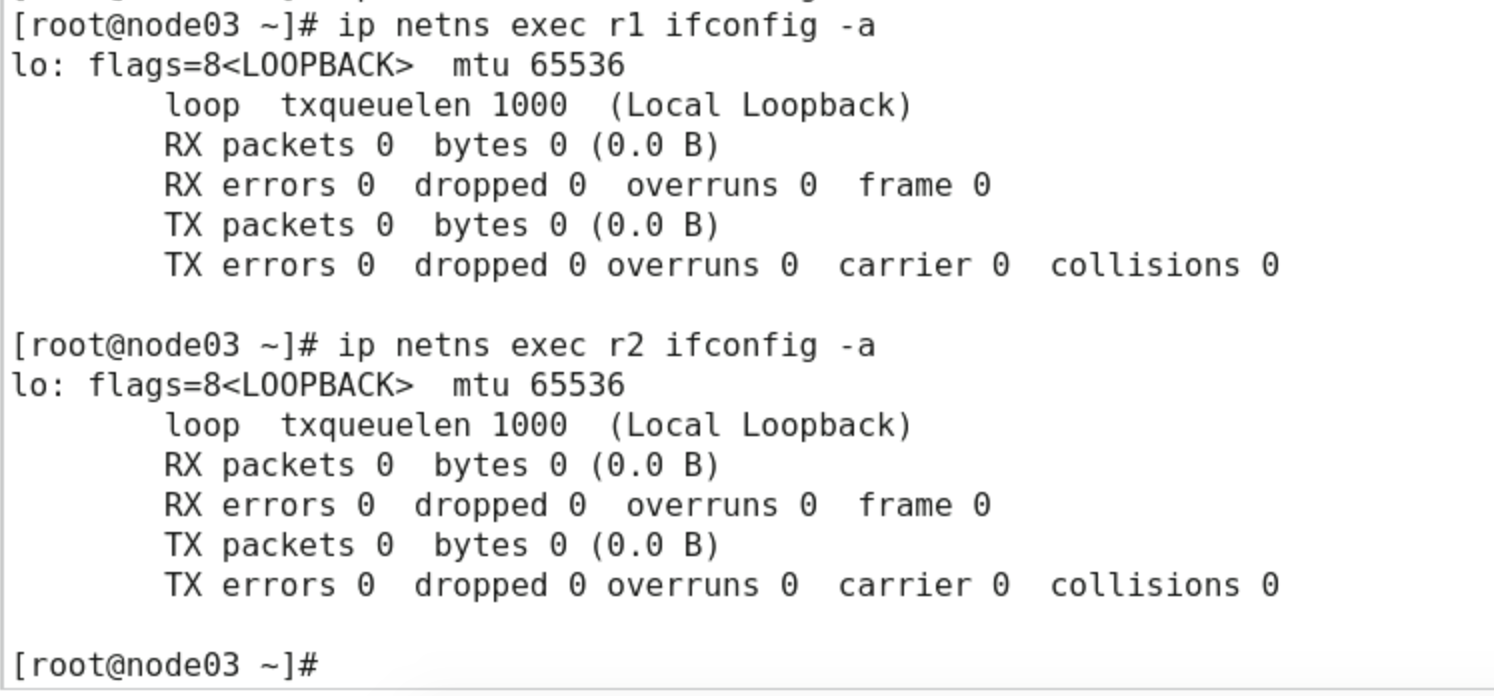 [root@node03 ~]# ip netns exec r1 ifconfig -a
lo: flags=8<LOOPBACK>  mtu 65536
        loop  txqueuelen 1000  (Local Loopback)
        RX packets 0  bytes 0 (0.0 B)
        RX errors 0  dropped 0  overruns 0  frame 0
        TX packets 0  bytes 0 (0.0 B)
        TX errors 0  dropped 0 overruns 0  carrier 0  collisions 0

[root@node03 ~]# ip netns exec r2 ifconfig -a
lo: flags=8<LOOPBACK>  mtu 65536
        loop  txqueuelen 1000  (Local Loopback)
        RX packets 0  bytes 0 (0.0 B)
        RX errors 0  dropped 0  overruns 0  frame 0
        TX packets 0  bytes 0 (0.0 B)
        TX errors 0  dropped 0 overruns 0  carrier 0  collisions 0

[root@node03 ~]#